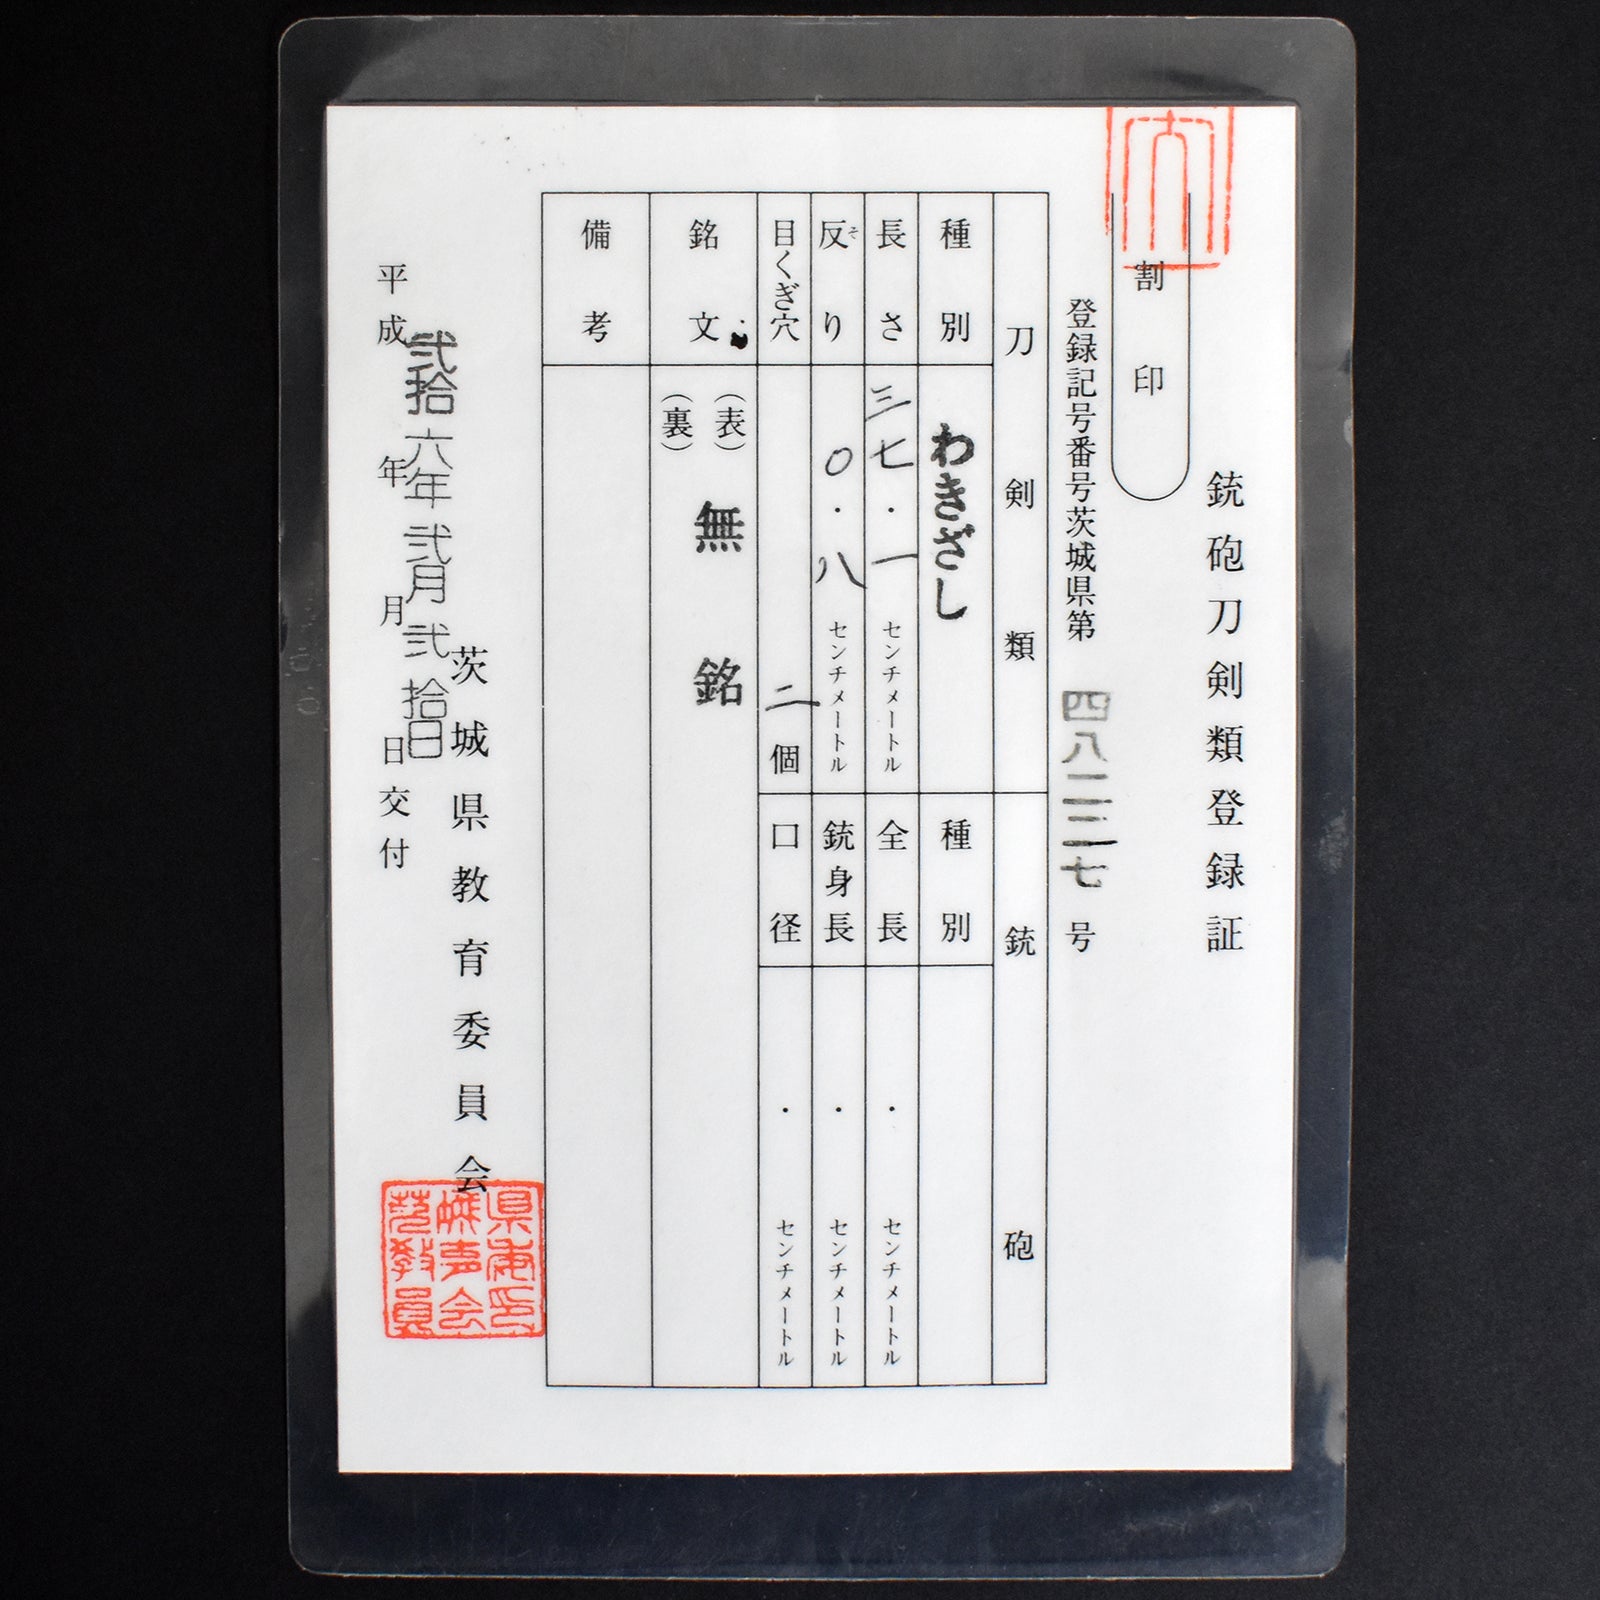 銃砲刀剣類登録証
割印
登録記号番号茨城県第 四八二二七 号
刀剣類
種別 わきざし
長さ 三七・一 センチメートル
反り そ 〇・八 センチメートル
目くぎ穴 二 個
銃砲
種別
全長 ・ センチメートル
銃身長 ・ センチメートル
口径 ・ センチメートル
銘文 (表) 無銘
(裏)
備考
茨城県教育委員会
平成 年 月 日交付
弐拾六年弐月弐拾日